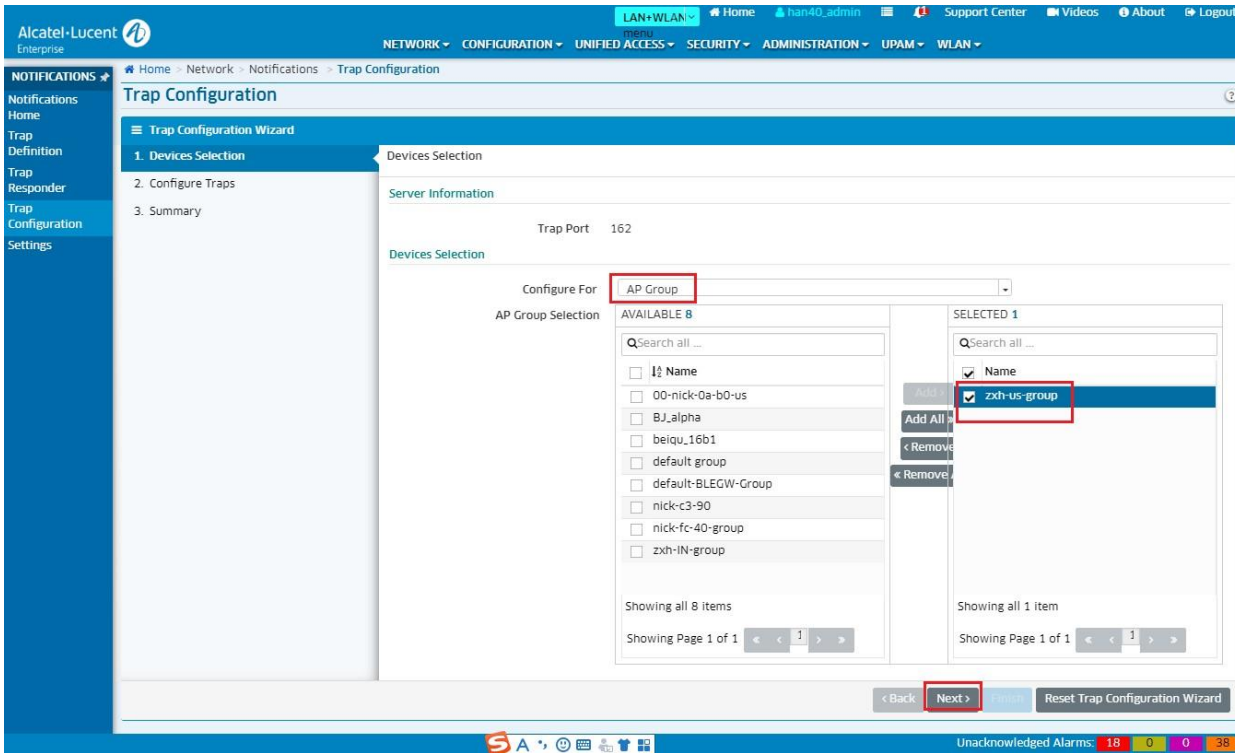 Alcatel·Lucent
Enterprise
LAN+WLAN
menu
Home
han40_admin
Support Center
Videos
About
Logout
NETWORK
CONFIGURATION
UNIFIED ACCESS
SECURITY
ADMINISTRATION
UPAM
WLAN
NOTIFICATIONS
Notifications
Home
Trap
Definition
Trap
Responder
Trap
Configuration
Settings
Home > Network > Notifications > Trap Configuration
Trap Configuration
?
Trap Configuration Wizard
1. Devices Selection
2. Configure Traps
3. Summary
Devices Selection
Server Information
Trap Port 162
Devices Selection
Configure For AP Group
AP Group Selection
AVAILABLE 8
Search all ...
Name
00-nick-0a-b0-us
BJ_alpha
beiqu_16b1
default group
default-BLEGW-Group
nick-c3-90
nick-fc-40-group
zxh-IN-group
Showing all 8 items
Showing Page 1 of 1 « < 1 > »
Add >
Add All »
< Remove
« Remove
SELECTED 1
Search all ...
Name
zxh-us-group
Showing all 1 item
Showing Page 1 of 1 « < 1 > »
< Back
Next >
Finish
Reset Trap Configuration Wizard
Unacknowledged Alarms: 18 0 0 38